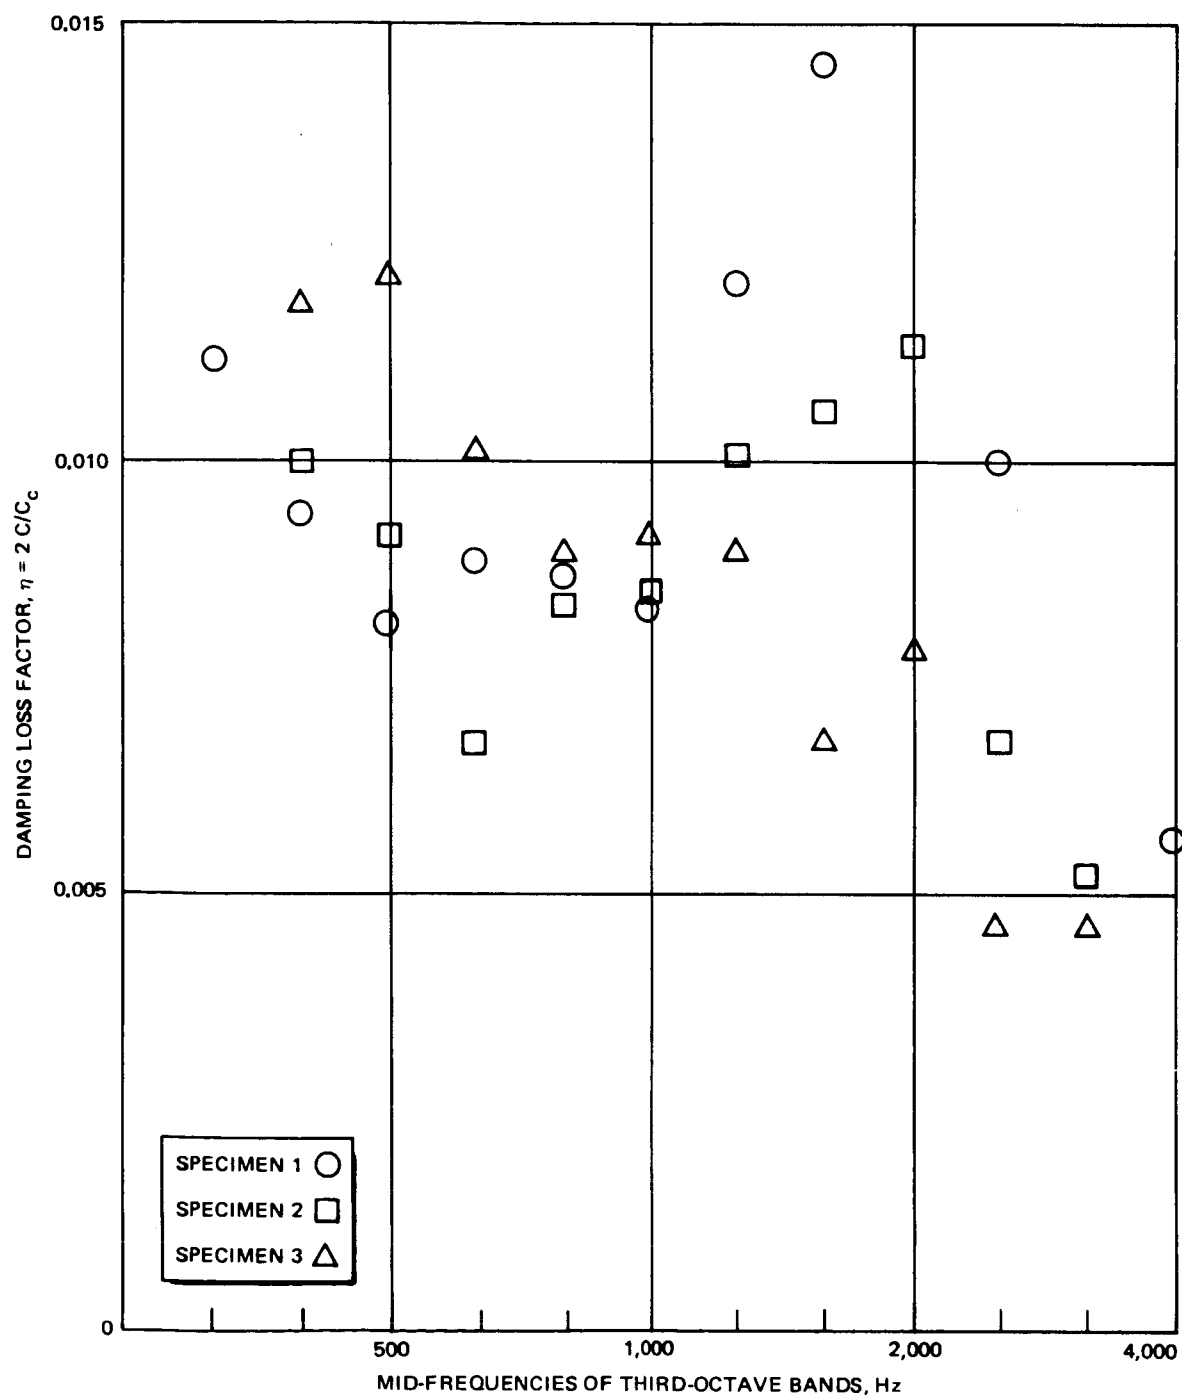 0.015
0.010
0.005
0
DAMPING LOSS FACTOR, η = 2 C/Cc
SPECIMEN 1
SPECIMEN 2
SPECIMEN 3
500
1,000
2,000
4,000
MID-FREQUENCIES OF THIRD-OCTAVE BANDS, Hz